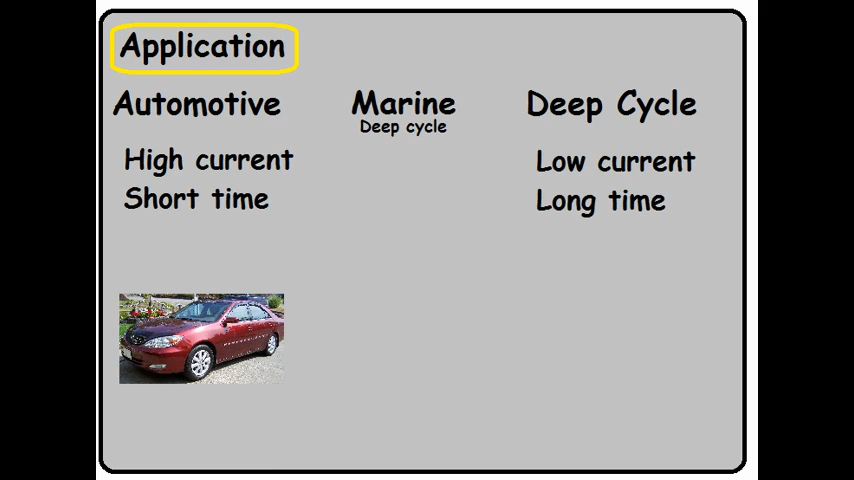 Application
Automotive
Marine
Deep cycle
Deep Cycle
High current
Short time
Low current
Long time